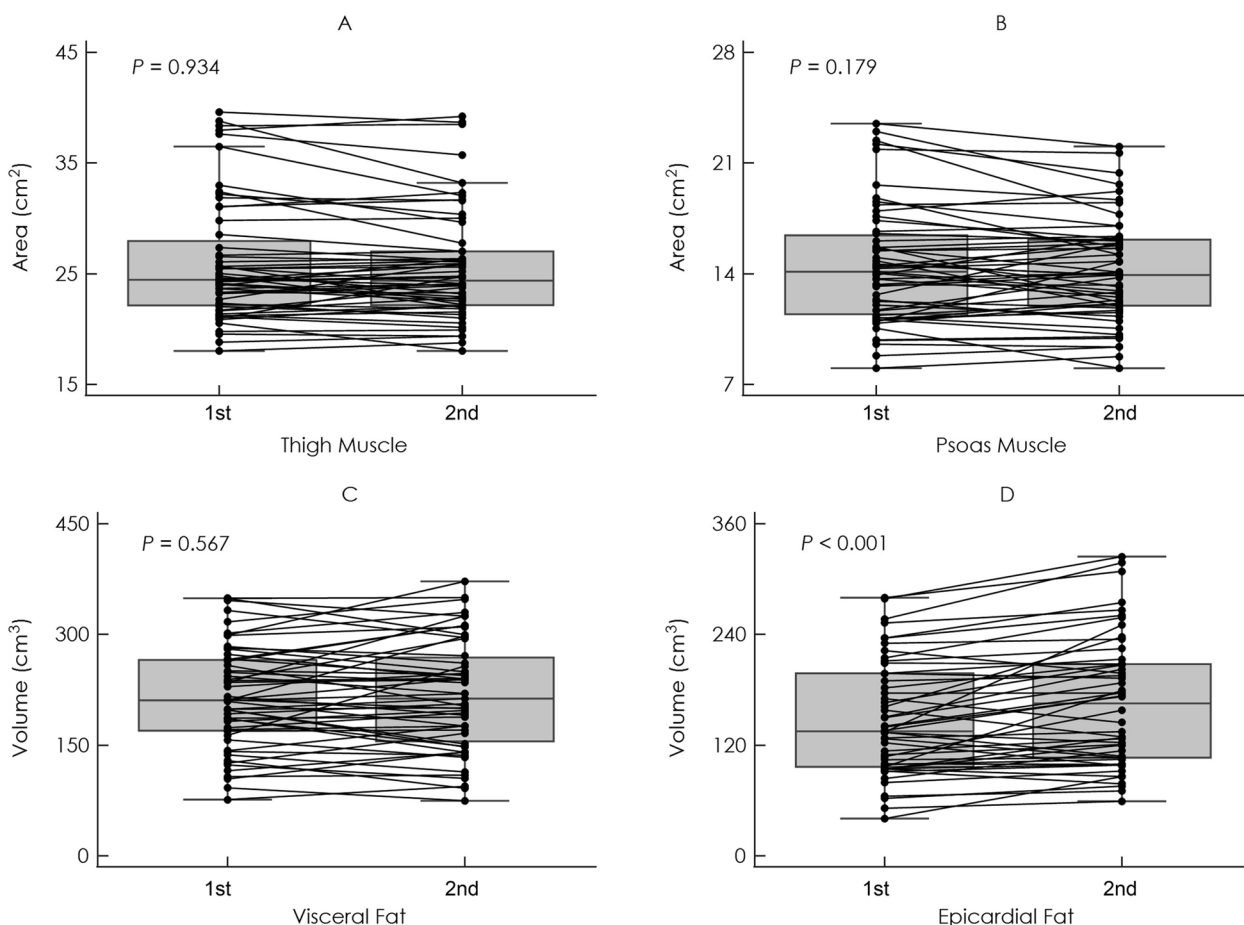 A
P = 0.934
45
35
25
15
Area (cm²)
1st 2nd
Thigh Muscle
B
P = 0.179
28
21
14
7
Area (cm²)
1st 2nd
Psoas Muscle
C
P = 0.567
450
300
150
0
Volume (cm³)
1st 2nd
Visceral Fat
D
P < 0.001
360
240
120
0
Volume (cm³)
1st 2nd
Epicardial Fat